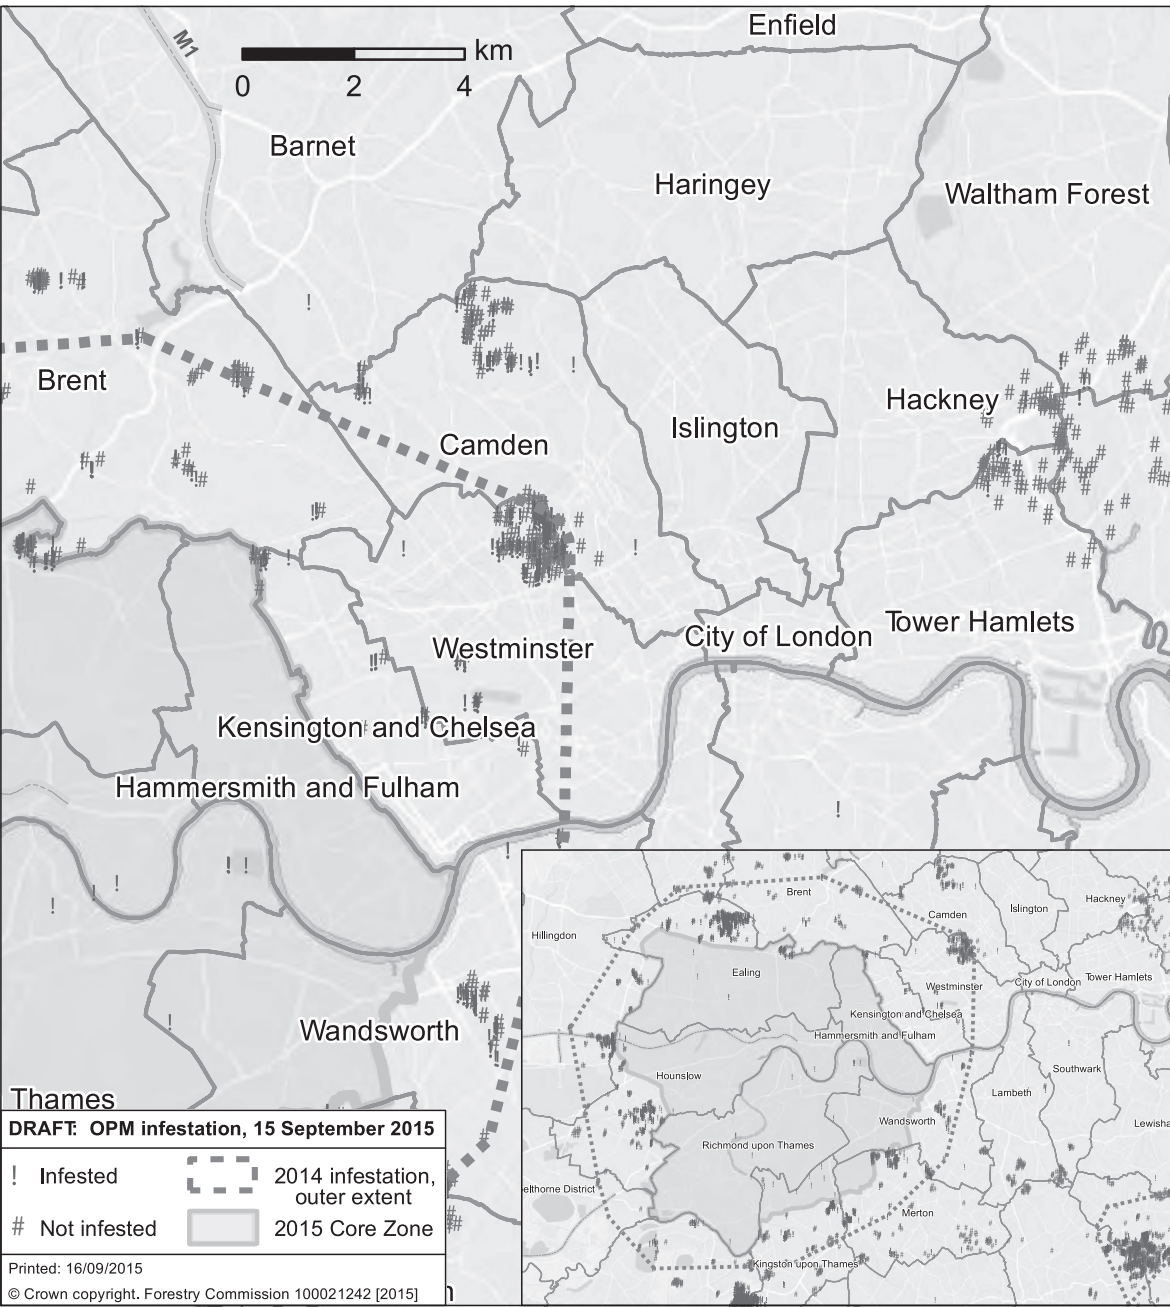 Enfield
M1
km
0 2 4
Barnet
Haringey
Waltham Forest
Brent
Hackney
Islington
Camden
Tower Hamlets
City of London
Westminster
Kensington and Chelsea
Hammersmith and Fulham
Wandsworth
Thames
DRAFT: OPM infestation, 15 September 2015
! Infested
2014 infestation,
outer extent
# Not infested
2015 Core Zone
Printed: 16/09/2015
© Crown copyright. Forestry Commission 100021242 [2015]
Brent
Hackney
Islington
Camden
Hillingdon
Ealing
Tower Hamlets
City of London
Westminster
Kensington and Chelsea
Hammersmith and Fulham
Southwark
Hounslow
Lambeth
Wandsworth
Lewisha
Richmond upon Thames
elthorne District
Merton
Kingston upon Thames